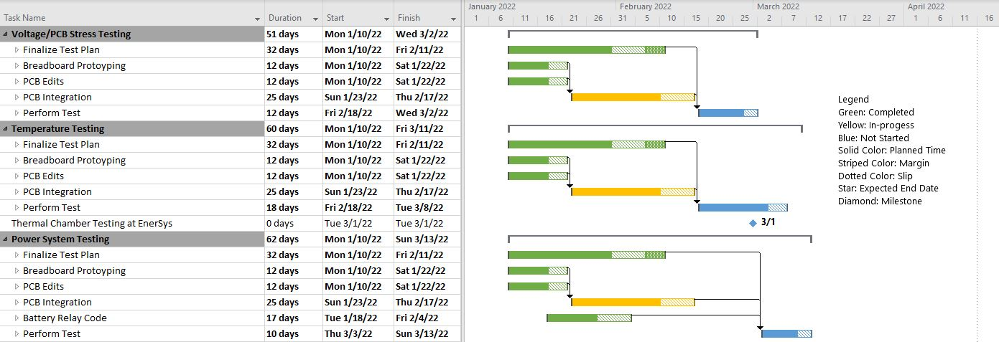 January 2022 February 2022 March 2022 April 2022
Task Name Duration Start Finish 1 6 11 16 21 26 31 5 10 15 20 25 2 7 12 17 22 27 1 6 11 16
Voltage/PCB Stress Testing 51 days Mon 1/10/22 Wed 3/2/22
Finalize Test Plan 32 days Mon 1/10/22 Fri 2/11/22
Breadboard Protoyping 12 days Mon 1/10/22 Sat 1/22/22
PCB Edits 12 days Mon 1/10/22 Sat 1/22/22
PCB Integration 25 days Sun 1/23/22 Thu 2/17/22
Perform Test 12 days Fri 2/18/22 Wed 3/2/22
Temperature Testing 60 days Mon 1/10/22 Fri 3/11/22
Finalize Test Plan 32 days Mon 1/10/22 Fri 2/11/22
Breadboard Protoyping 12 days Mon 1/10/22 Sat 1/22/22
PCB Edits 12 days Mon 1/10/22 Sat 1/22/22
PCB Integration 25 days Sun 1/23/22 Thu 2/17/22
Perform Test 18 days Fri 2/18/22 Tue 3/8/22
Thermal Chamber Testing at EnerSys 0 days Tue 3/1/22 Tue 3/1/22 3/1
Power System Testing 62 days Mon 1/10/22 Sun 3/13/22
Finalize Test Plan 32 days Mon 1/10/22 Fri 2/11/22
Breadboard Protoyping 12 days Mon 1/10/22 Sat 1/22/22
PCB Edits 12 days Mon 1/10/22 Sat 1/22/22
PCB Integration 25 days Sun 1/23/22 Thu 2/17/22
Battery Relay Code 17 days Tue 1/18/22 Fri 2/4/22
Perform Test 10 days Thu 3/3/22 Sun 3/13/22
Legend
Green: Completed
Yellow: In-progess
Blue: Not Started
Solid Color: Planned Time
Striped Color: Margin
Dotted Color: Slip
Star: Expected End Date
Diamond: Milestone